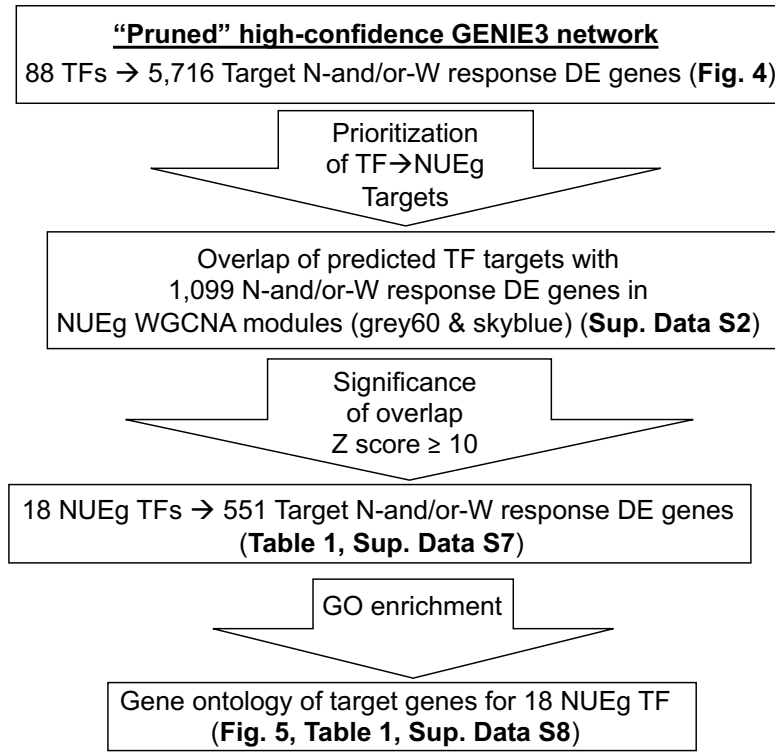 “Pruned” high-confidence GENIE3 network
88 TFs → 5,716 Target N-and/or-W response DE genes (Fig. 4)
Prioritization
of TF→NUEg
Targets
Overlap of predicted TF targets with
1,099 N-and/or-W response DE genes in
NUEg WGCNA modules (grey60 & skyblue) (Sup. Data S2)
Significance
of overlap
Z score ≥ 10
18 NUEg TFs → 551 Target N-and/or-W response DE genes
(Table 1, Sup. Data S7)
GO enrichment
Gene ontology of target genes for 18 NUEg TF
(Fig. 5, Table 1, Sup. Data S8)